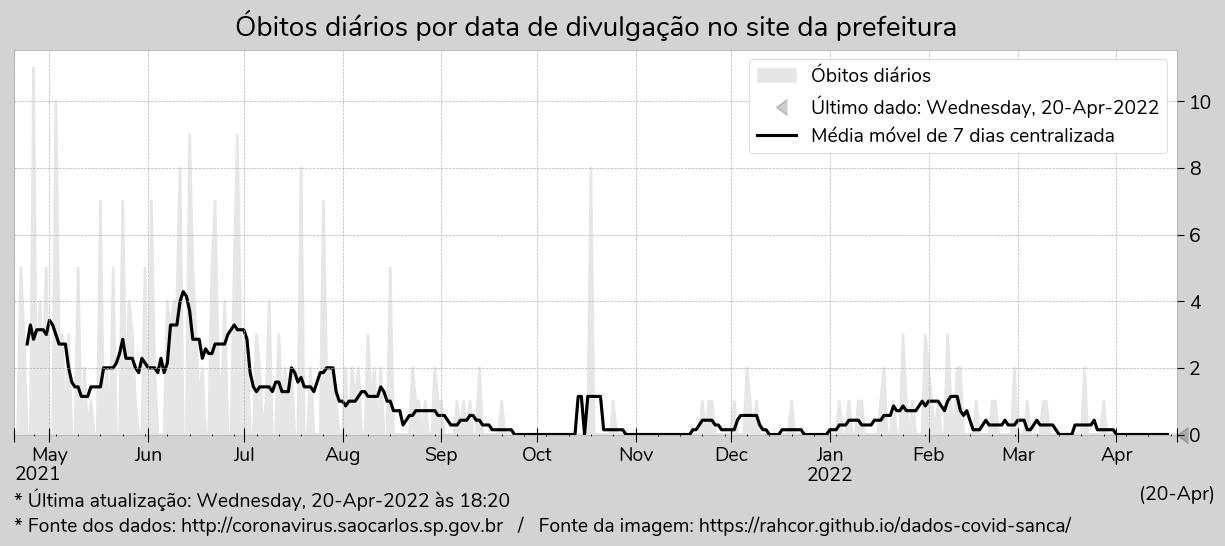 Óbitos diários por data de divulgação no site da prefeitura
Óbitos diários
Último dado: Wednesday, 20-Apr-2022
Média móvel de 7 dias centralizada
10
8
6
4
2
0
May Jun Jul Aug Sep Oct Nov Dec Jan Feb Mar Apr
2021 2022
(20-Apr)
* Última atualização: Wednesday, 20-Apr-2022 às 18:20
* Fonte dos dados: http://coronavirus.saocarlos.sp.gov.br / Fonte da imagem: https://rahcor.github.io/dados-covid-sanca/